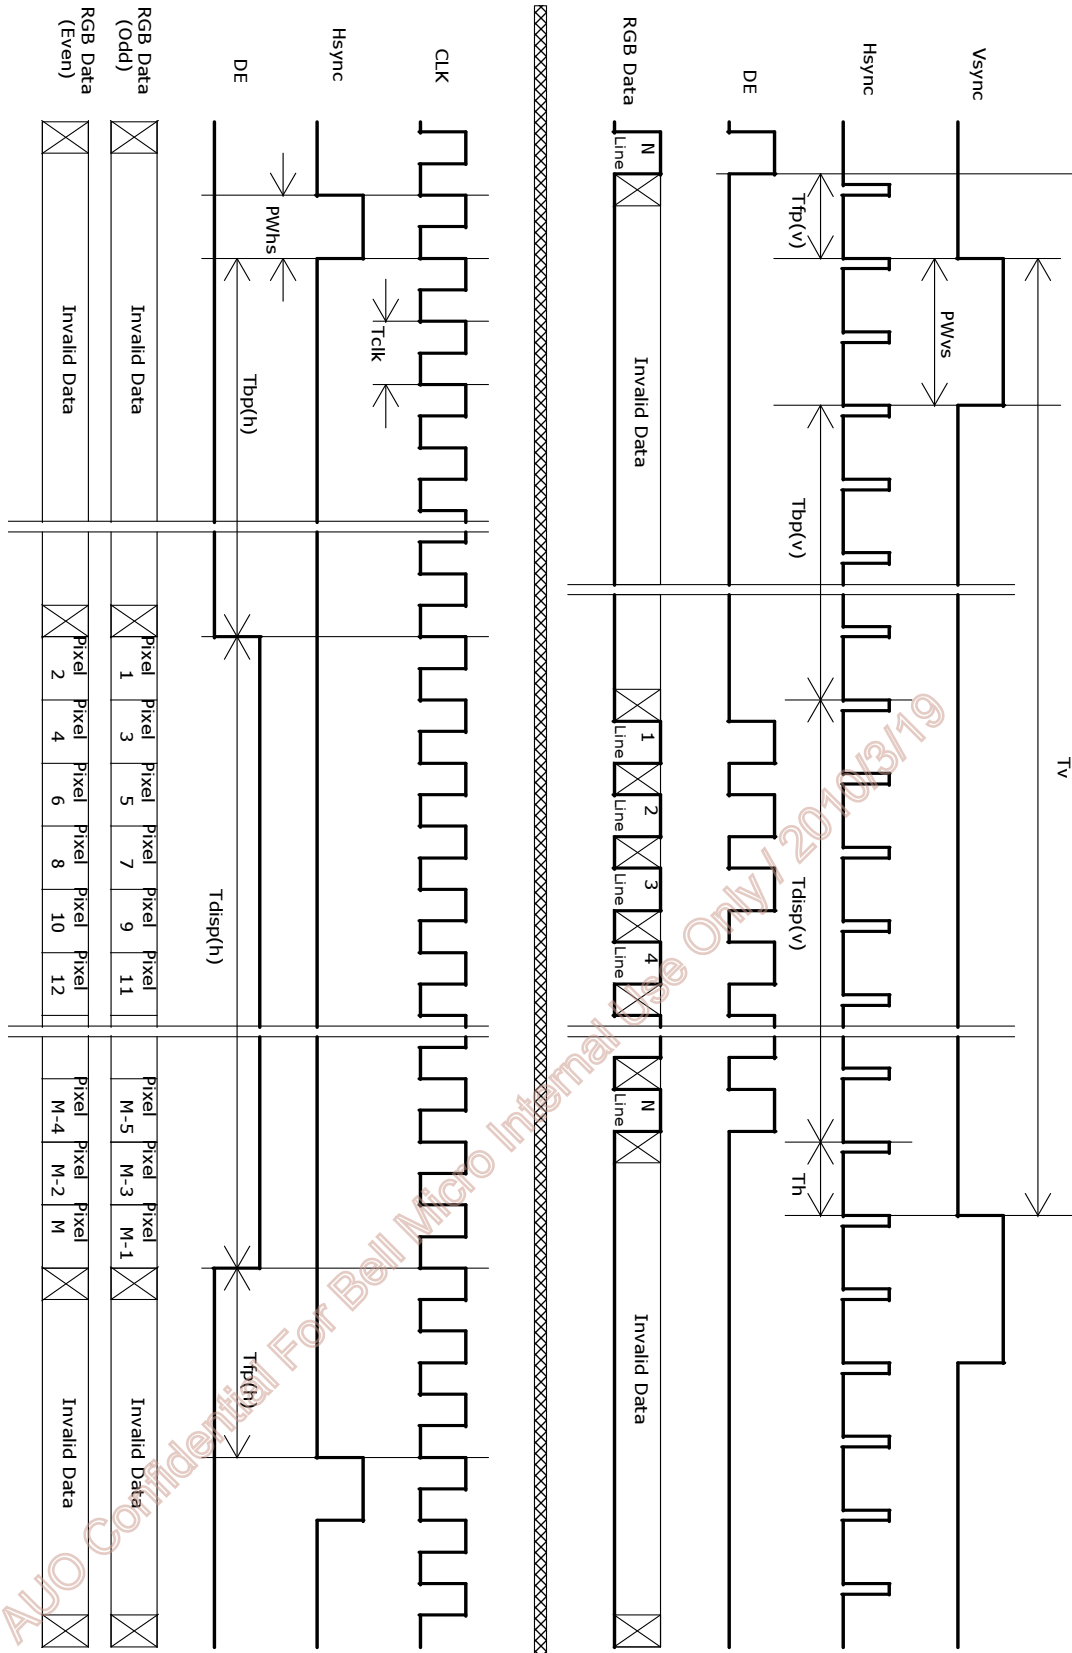 Vsync
Tv
PWvs
Hsync
Tfp(v)
Tbp(v)
Tdisp(v)
Th
DE
RGB Data
N
Line
Invalid Data
1
Line
2
Line
3
Line
4
Line
N
Line
Invalid Data
CLK
Tclk
Hsync
PWhs
DE
Tbp(h)
Tdisp(h)
Tfp(h)
RGB Data
(Odd)
Invalid Data
Pixel Pixel Pixel Pixel Pixel Pixel
1 3 5 7 9 11
Pixel Pixel Pixel
M-5 M-3 M-1
Invalid Data
RGB Data
(Even)
Invalid Data
Pixel Pixel Pixel Pixel Pixel Pixel
2 4 6 8 10 12
Pixel Pixel Pixel
M-4 M-2 M
Invalid Data
AUO Confidential For Bell Micro Internal Use Only / 2010/3/19